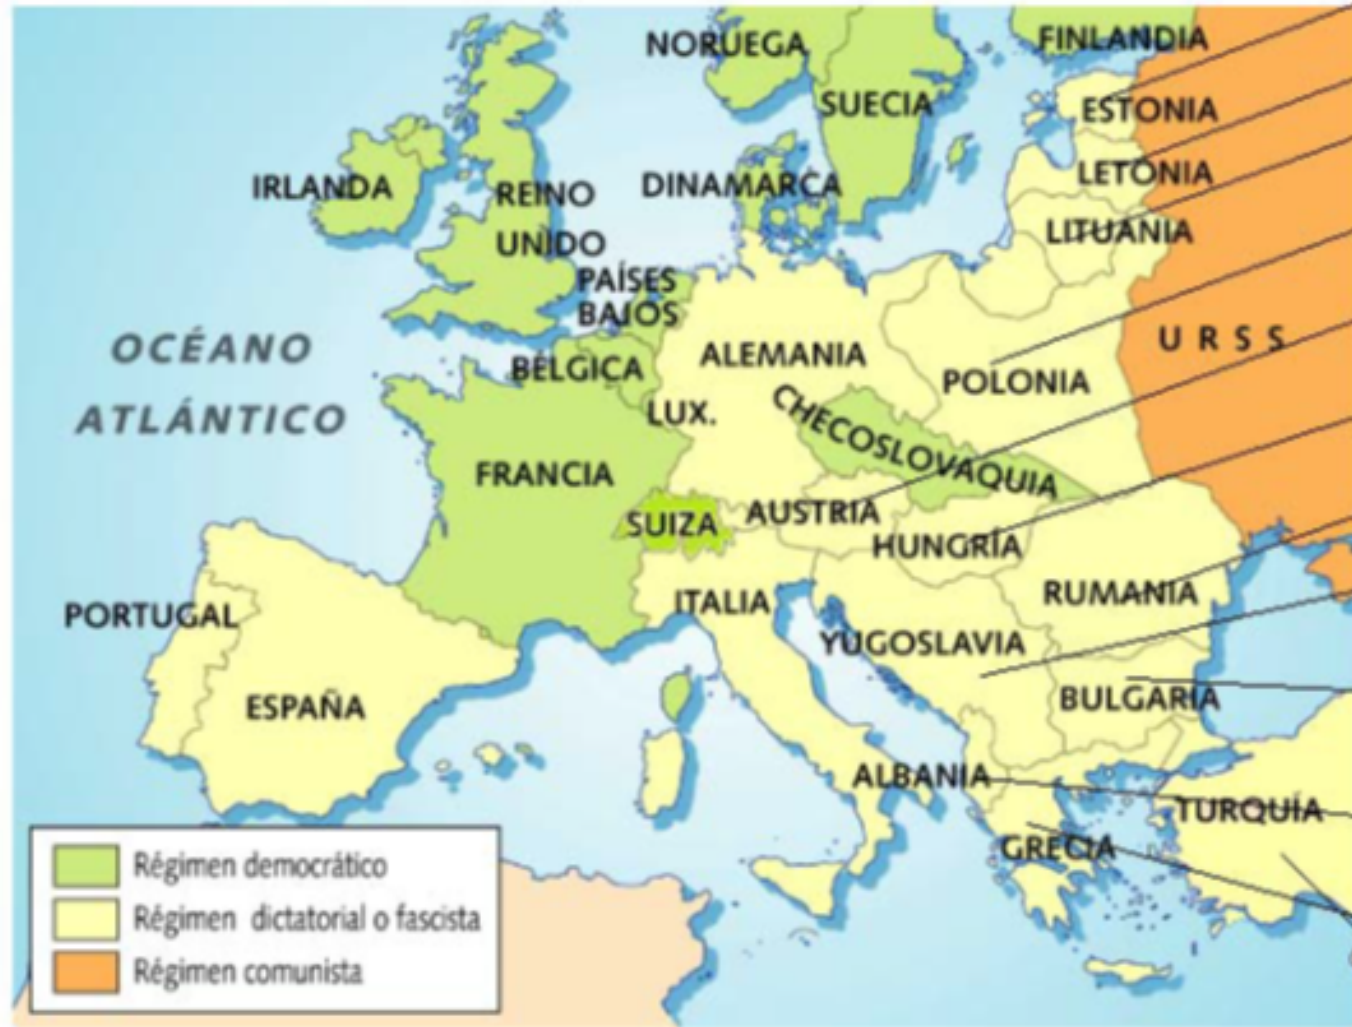 NORUEGA
FINLANDIA
SUECIA
ESTONIA
LETONIA
IRLANDA
REINO
UNIDO
DINAMARCA
LITUANIA
PAÍSES
BAJOS
OCÉANO
ATLÁNTICO
BÉLGICA
ALEMANIA
POLONIA
URSS
LUX.
CHECOSLOVAQUIA
FRANCIA
SUIZA
AUSTRIA
HUNGRÍA
PORTUGAL
ITALIA
RUMANIA
YUGOSLAVIA
ESPAÑA
BULGARIA
ALBANIA
TURQUÍA
GRECIA
Régimen democrático
Régimen dictatorial o fascista
Régimen comunista